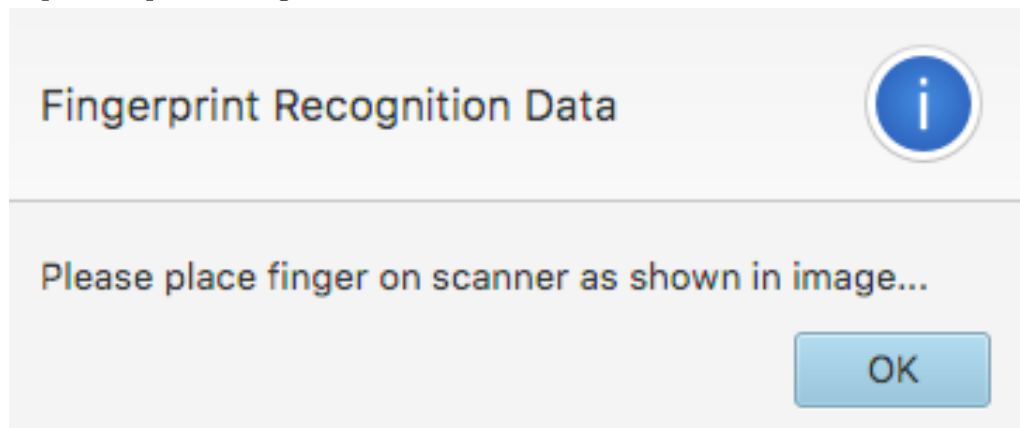 Fingerprint Recognition Data
i
Please place finger on scanner as shown in image...
OK